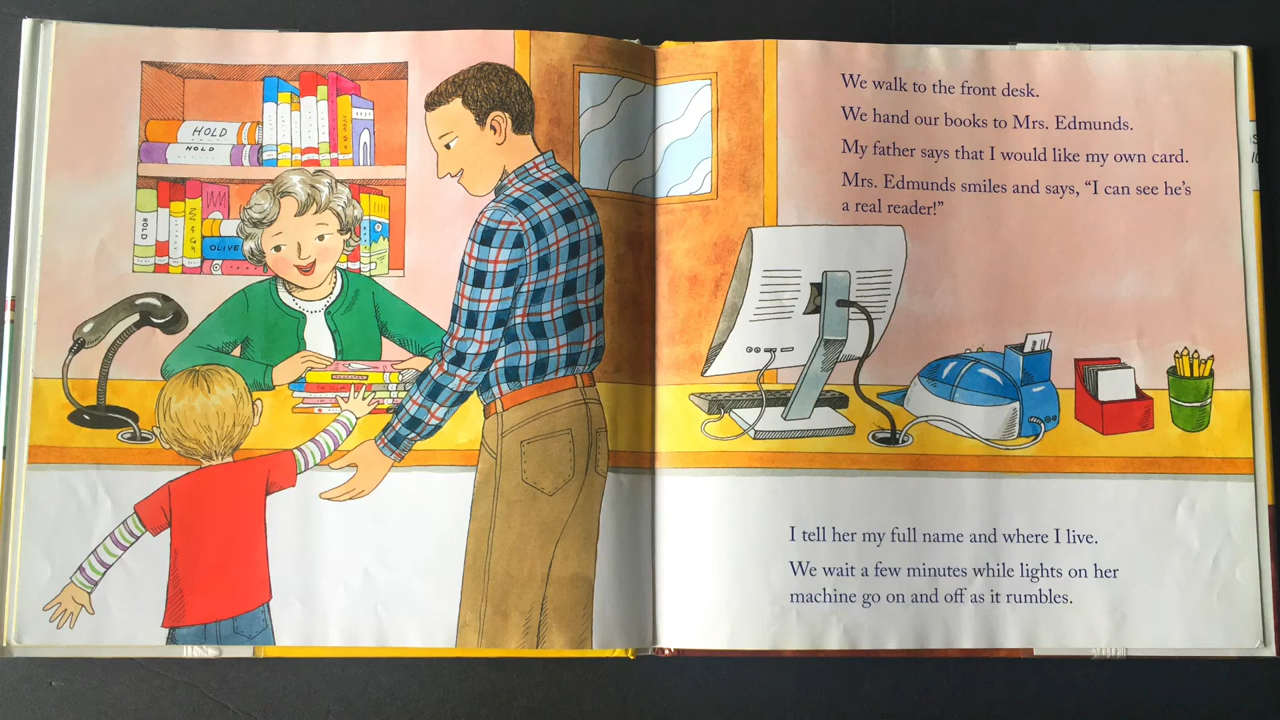 HOLD
HOLD
HOLD
OLIVE
We walk to the front desk.
We hand our books to Mrs. Edmunds.
My father says that I would like my own card.
Mrs. Edmunds smiles and says, “I can see he’s
a real reader!”
I tell her my full name and where I live.
We wait a few minutes while lights on her
machine go on and off as it rumbles.